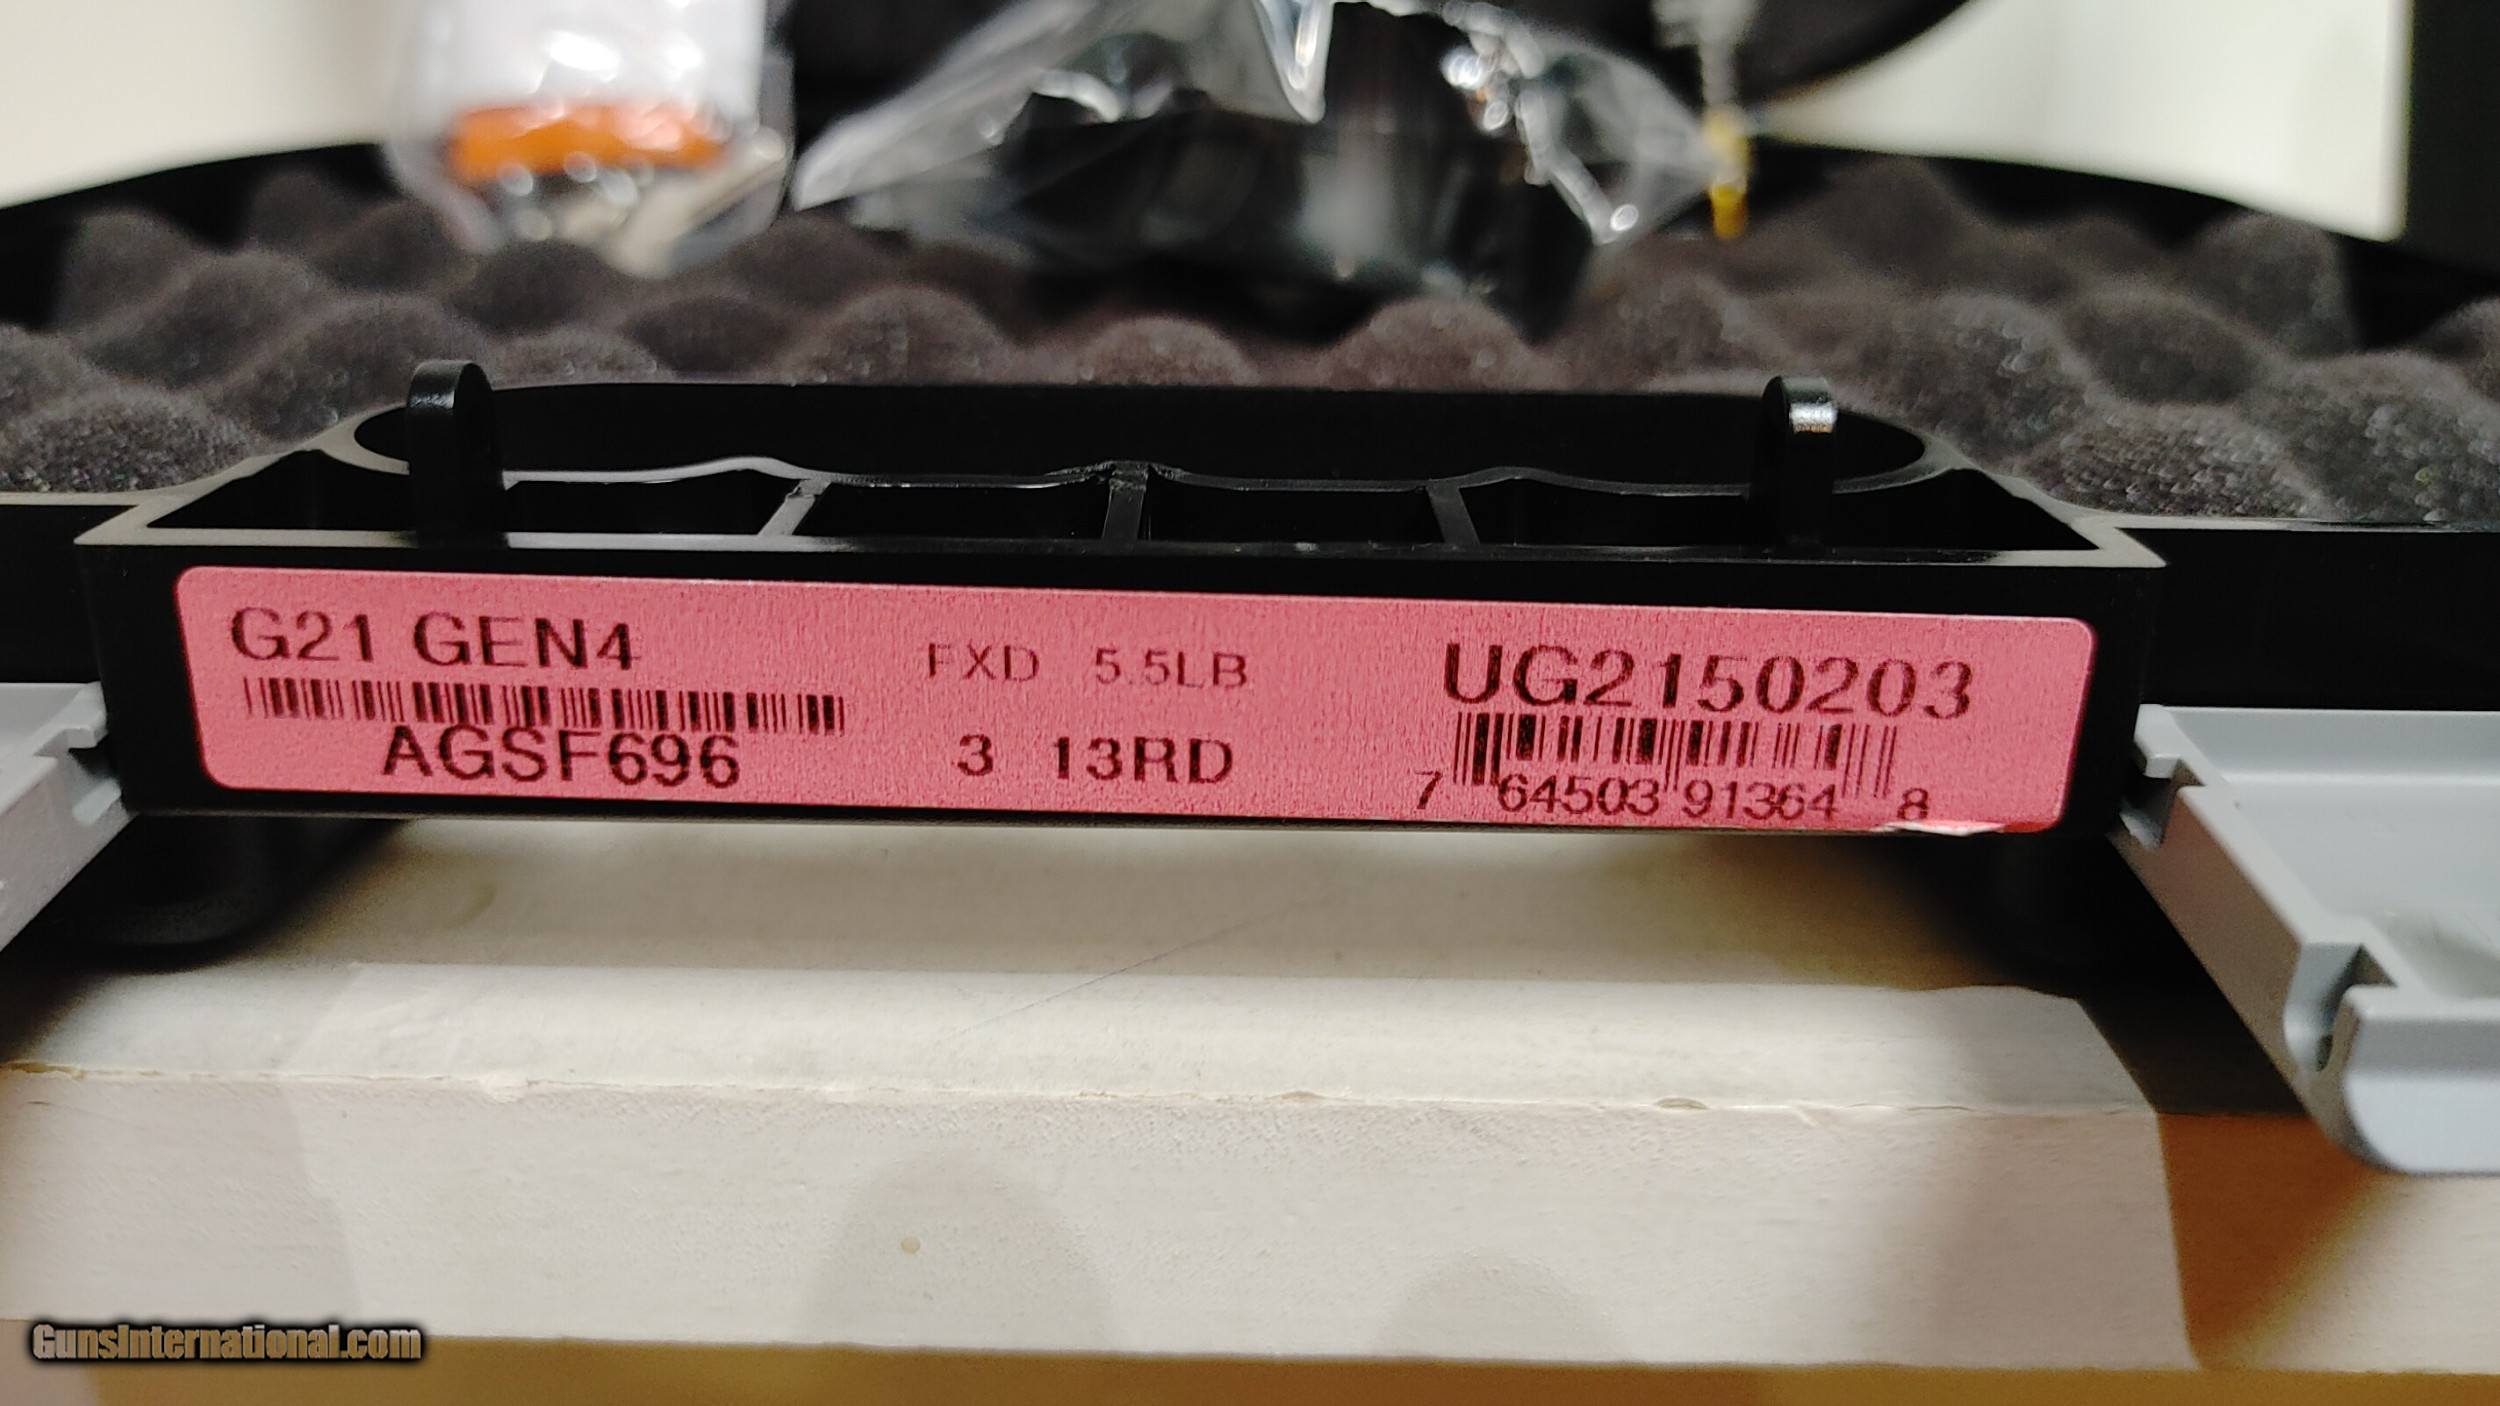 G21 GEN4
AGSF696
FXD 5.5LB
3 13RD
UG2150203
7 64503 91364 8
GunsInternational.com